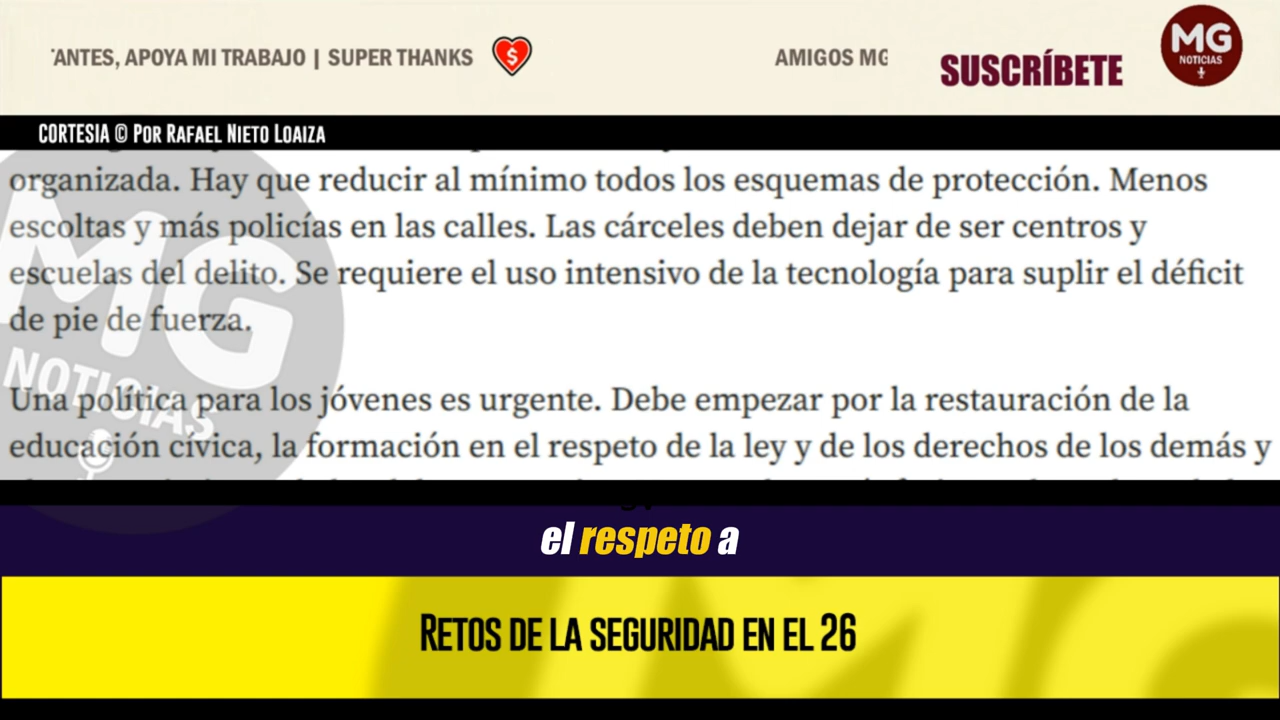 TANTES, APOYA MI TRABAJO | SUPER THANKS
AMIGOS MG
SUSCRÍBETE
MG
NOTICIAS
CORTESIA © POR RAFAEL NIETO LOAIZA
organizada. Hay que reducir al mínimo todos los esquemas de protección. Menos
escoltas y más policías en las calles. Las cárceles deben dejar de ser centros y
escuelas del delito. Se requiere el uso intensivo de la tecnología para suplir el déficit
de pie de fuerza.
Una política para los jóvenes es urgente. Debe empezar por la restauración de la
educación cívica, la formación en el respeto de la ley y de los derechos de los demás y
MG
NOTICIAS
el respeto a
RETOS DE LA SEGURIDAD EN EL 26